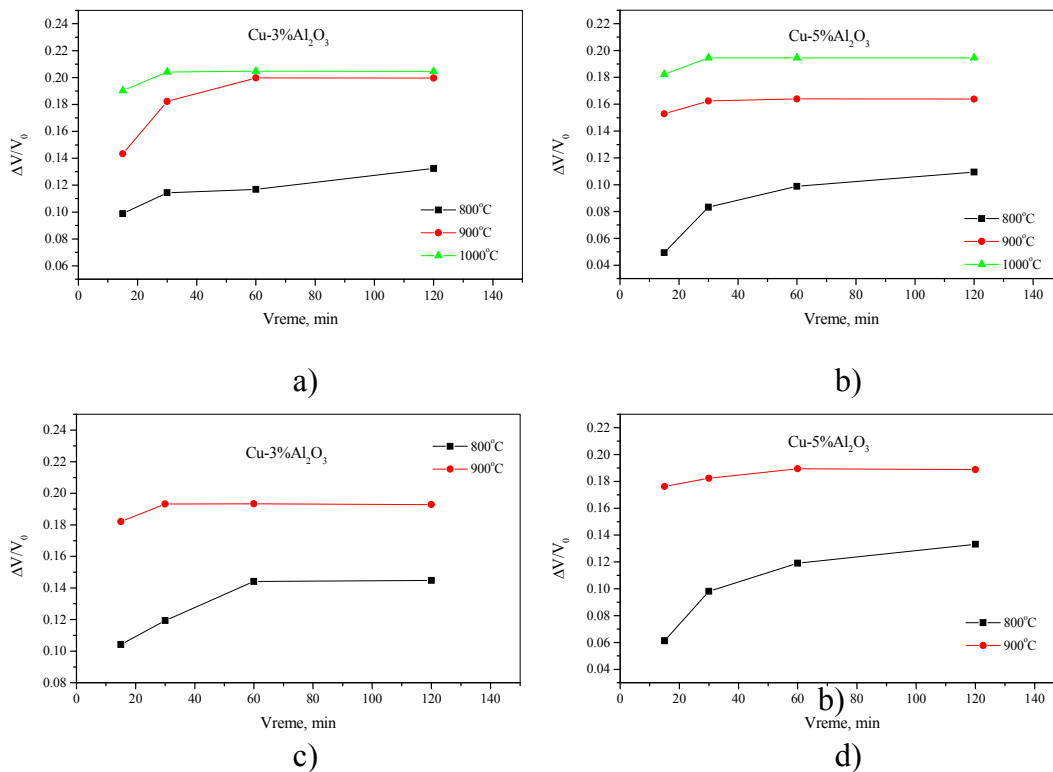 0.24
0.22
0.20
0.18
0.16
0.14
0.12
0.10
0.08
0.06
ΔV/V₀
Cu-3%Al₂O₃
800°C
900°C
1000°C
0 20 40 60 80 100 120 140
Vreme, min
a)
0.22
0.20
0.18
0.16
0.14
0.12
0.10
0.08
0.06
0.04
ΔV/V₀
Cu-5%Al₂O₃
800°C
900°C
1000°C
0 20 40 60 80 100 120 140
Vreme, min
b)
0.24
0.22
0.20
0.18
0.16
0.14
0.12
0.10
0.08
ΔV/V₀
Cu-3%Al₂O₃
800°C
900°C
0 20 40 60 80 100 120 140
Vreme, min
c)
0.22
0.20
0.18
0.16
0.14
0.12
0.10
0.08
0.06
0.04
ΔV/V₀
Cu-5%Al₂O₃
800°C
900°C
0 20 40 60 80 100 120 140
b)
Vreme, min
d)